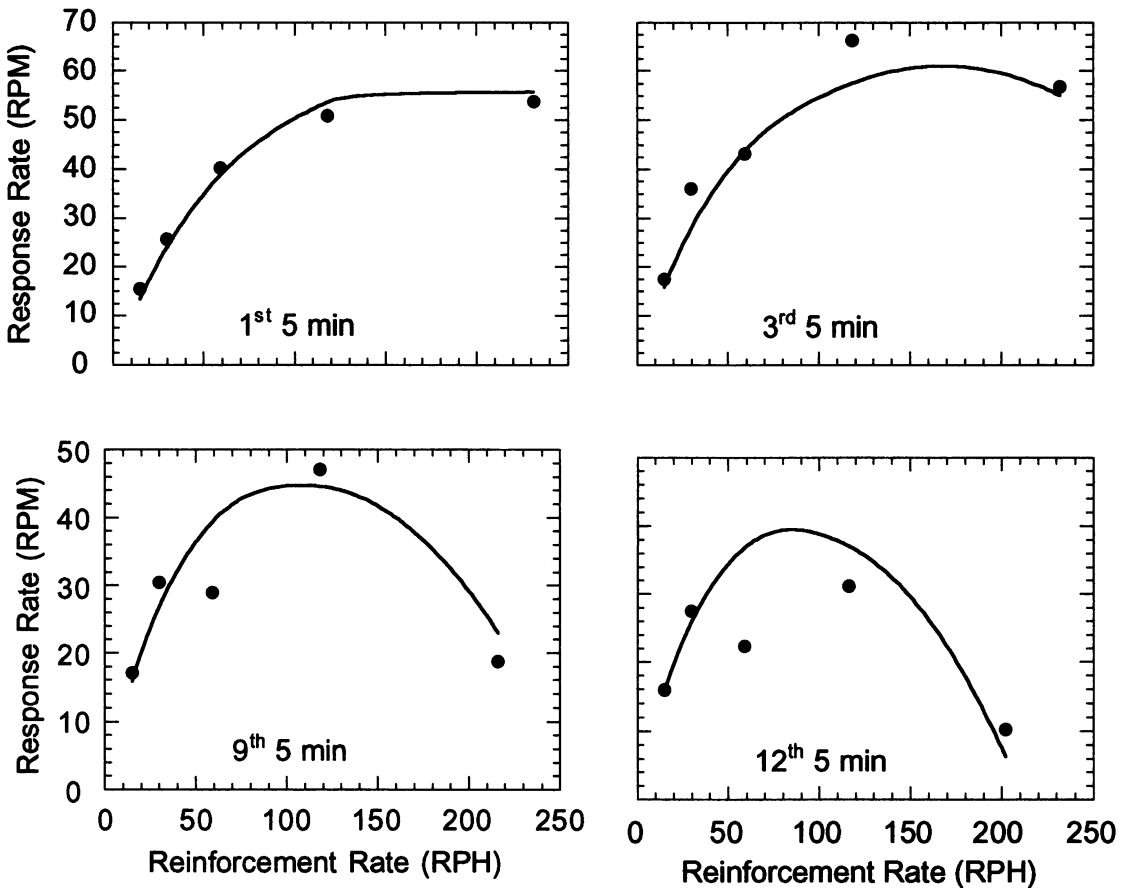 70
60
50
40
30
20
10
0
Response Rate (RPM)
1st 5 min
3rd 5 min
50
40
30
20
10
0
Response Rate (RPM)
9th 5 min
12th 5 min
0 50 100 150 200 250
0 50 100 150 200 250
Reinforcement Rate (RPH)
Reinforcement Rate (RPH)